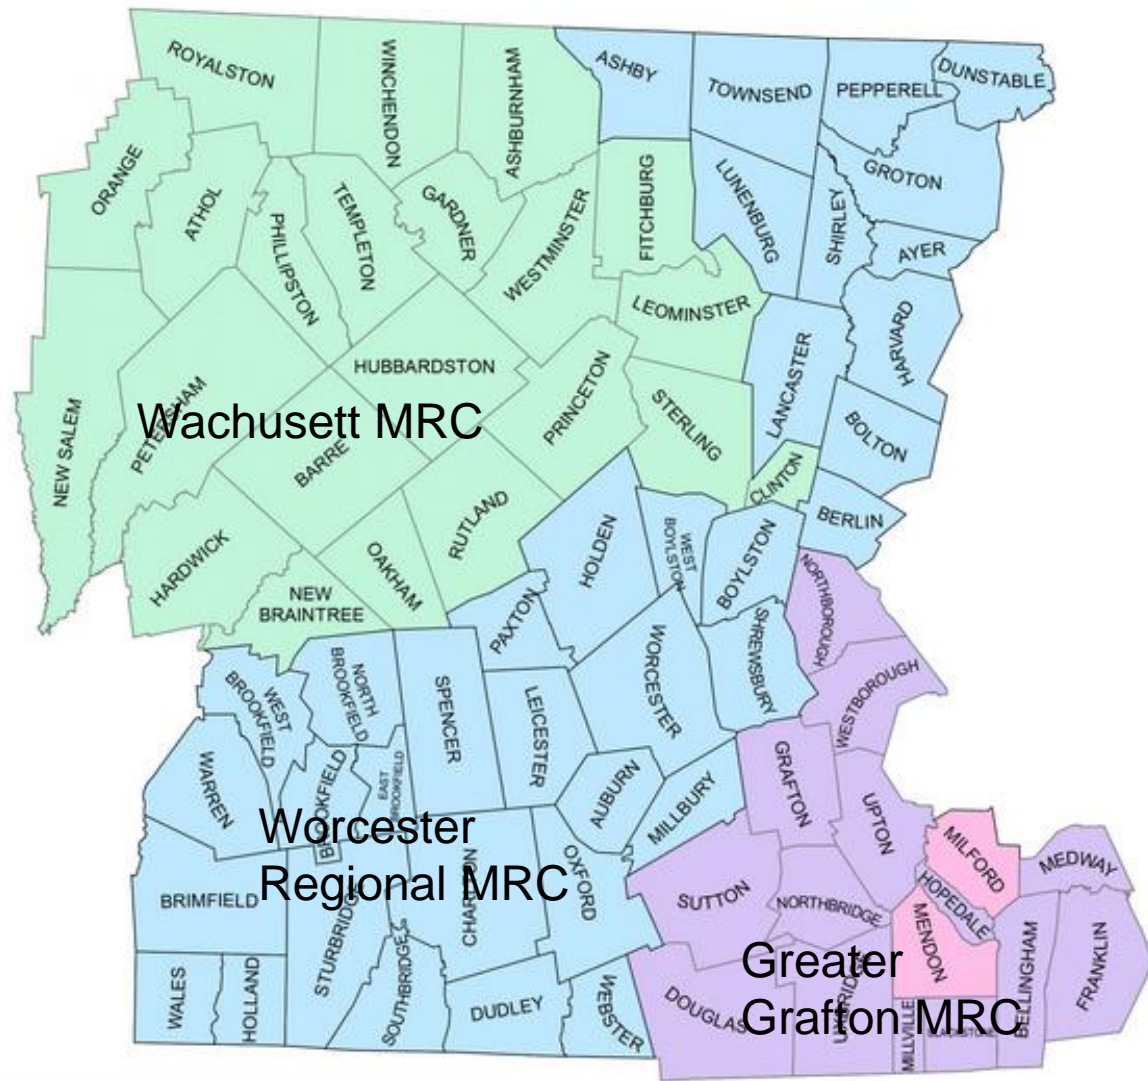 ROYALSTON
WINCHENDON
ASHBURNHAM
ASHBY
TOWNSEND
PEPPERELL
DUNSTABLE
ORANGE
ATHOL
PHILLIPSTON
TEMPLETON
GARDNER
WESTMINSTER
FITCHBURG
LUNENBURG
SHIRLEY
GROTON
AYER
LEOMINSTER
HARVARD
NEW SALEM
PETERSHAM
HUBBARDSTON
PRINCETON
STERLING
LANCASTER
BOLTON
Wachusett MRC
BARRE
CLINTON
BERLIN
HARDWICK
NEW
BRAINTREE
OAKHAM
RUTLAND
HOLDEN
WEST
BOYLSTON
BOYLSTON
NORTHBOROUGH
PAXTON
WORCESTER
SHREWSBURY
WESTBOROUGH
WEST
BROOKFIELD
NORTH
BROOKFIELD
SPENCER
LEICESTER
WARREN
BROOKFIELD
EAST
BROOKFIELD
AUBURN
MILLBURY
GRAFTON
UPTON
MILFORD
MEDWAY
Worcester
Regional MRC
BRIMFIELD
STURBRIDGE
CHARLTON
OXFORD
SUTTON
NORTHBRIDGE
HOPEDALE
MENDON
BELLINGHAM
FRANKLIN
Greater
Grafton MRC
WALES
HOLLAND
SOUTHBRIDGE
DUDLEY
WEBSTER
DOUGLAS
UXBRIDGE
MILLVILLE
BLACKSTONE